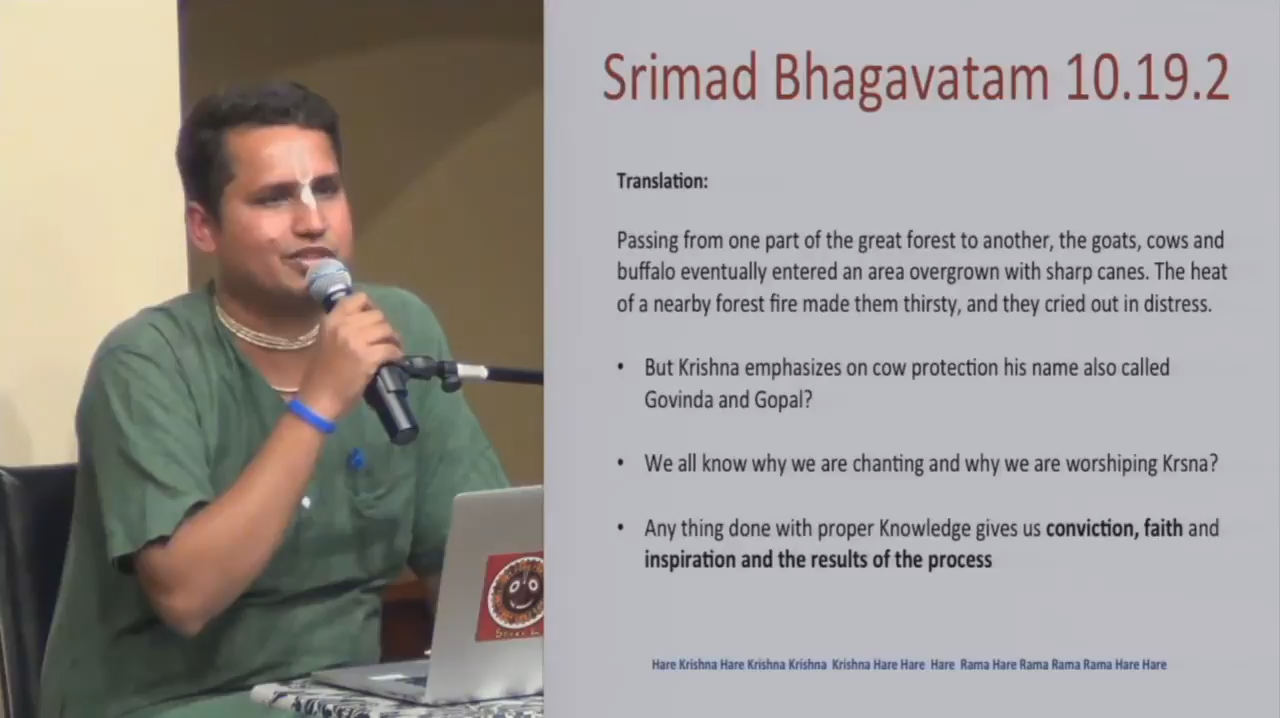 Srimad Bhagavatam 10.19.2
Translation:
Passing from one part of the great forest to another, the goats, cows and
buffalo eventually entered an area overgrown with sharp canes. The heat
of a nearby forest fire made them thirsty, and they cried out in distress.
• But Krishna emphasizes on cow protection his name also called
Govinda and Gopal?
• We all know why we are chanting and why we are worshiping Krsna?
• Any thing done with proper Knowledge gives us conviction, faith and
inspiration and the results of the process
Hare Krishna Hare Krishna Krishna Krishna Hare Hare Hare Rama Hare Rama Rama Rama Hare Hare